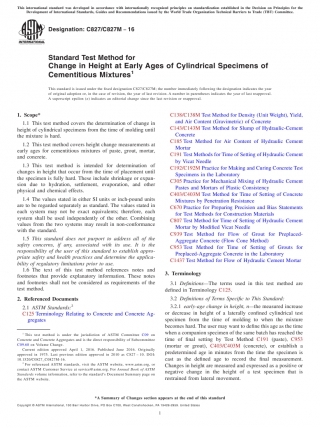 This international standard was developed in accordance with internationally recognized principles on standardization established in the Decision on Principles for the
Development of International Standards, Guides and Recommendations issued by the World Trade Organization Technical Barriers to Trade (TBT) Committee.
Designation: C827/C827M – 16
INTERNATIONAL
Standard Test Method for
Change in Height at Early Ages of Cylindrical Specimens of
Cementitious Mixtures¹
This standard is issued under the fixed designation C827/C827M; the number immediately following the designation indicates the year
of original adoption or, in the case of revision, the year of last revision. A number in parentheses indicates the year of last reapproval.
A superscript epsilon (ε) indicates an editorial change since the last revision or reapproval.
1. Scope*
1.1 This test method covers the determination of change in
height of cylindrical specimens from the time of molding until
the mixture is hard.
1.2 This test method covers height change measurements at
early ages for cementitious mixtures of paste, grout, mortar,
and concrete.
1.3 This test method is intended for determination of
changes in height that occur from the time of placement until
the specimen is fully hard. These include shrinkage or expan-
sion due to hydration, settlement, evaporation, and other
physical and chemical effects.
1.4 The values stated in either SI units or inch-pound units
are to be regarded separately as standard. The values stated in
each system may not be exact equivalents; therefore, each
system shall be used independently of the other. Combining
values from the two systems may result in non-conformance
with the standard.
1.5 This standard does not purport to address all of the
safety concerns, if any, associated with its use. It is the
responsibility of the user of this standard to establish appro-
priate safety and health practices and determine the applica-
bility of regulatory limitations prior to use.
1.6 The text of this test method references notes and
footnotes that provide explanatory information. These notes
and footnotes shall not be considered as requirements of the
test method.
2. Referenced Documents
2.1 ASTM Standards:²
C125 Terminology Relating to Concrete and Concrete Ag-
gregates
¹ This test method is under the jurisdiction of ASTM Committee C09 on
Concrete and Concrete Aggregates and is the direct responsibility of Subcommittee
C09.68 on Volume Change.
Current edition approved April 1, 2016. Published June 2016. Originally
approved in 1976. Last previous edition approved in 2010 as C827 – 10. DOI:
10.1520/C0827_C0827M-16.
² For referenced ASTM standards, visit the ASTM website, www.astm.org, or
contact ASTM Customer Service at service@astm.org. For Annual Book of ASTM
Standards volume information, refer to the standard's Document Summary page on
the ASTM website.
C138/C138M Test Method for Density (Unit Weight), Yield,
and Air Content (Gravimetric) of Concrete
C143/C143M Test Method for Slump of Hydraulic-Cement
Concrete
C185 Test Method for Air Content of Hydraulic Cement
Mortar
C191 Test Methods for Time of Setting of Hydraulic Cement
by Vicat Needle
C192/C192M Practice for Making and Curing Concrete Test
Specimens in the Laboratory
C305 Practice for Mechanical Mixing of Hydraulic Cement
Pastes and Mortars of Plastic Consistency
C403/C403M Test Method for Time of Setting of Concrete
Mixtures by Penetration Resistance
C670 Practice for Preparing Precision and Bias Statements
for Test Methods for Construction Materials
C807 Test Method for Time of Setting of Hydraulic Cement
Mortar by Modified Vicat Needle
C939 Test Method for Flow of Grout for Preplaced-
Aggregate Concrete (Flow Cone Method)
C953 Test Method for Time of Setting of Grouts for
Preplaced-Aggregate Concrete in the Laboratory
C1437 Test Method for Flow of Hydraulic Cement Mortar
3. Terminology
3.1 Definitions—The terms used in this test method are
defined in Terminology C125.
3.2 Definitions of Terms Specific to This Standard:
3.2.1 early age change in height, n—the measured increase
or decrease in height of a laterally confined cylindrical test
specimen from the time of molding to when the mixture
becomes hard. The user may want to define this age as the time
when a companion specimen of the same batch has reached the
time of final setting by Test Method C191 (paste), C953
(mortar or grout), C403/C403M (concrete), or establish a
predetermined age in minutes from the time the specimen is
cast as the defined age to record the final measurement.
Changes in height are measured and expressed as a positive or
negative change in the height of a test specimen that is
restrained from lateral movement.
*A Summary of Changes section appears at the end of this standard
Copyright © ASTM International, 100 Barr Harbor Drive, PO Box C700, West Conshohocken, PA 19428-2959. United States
1